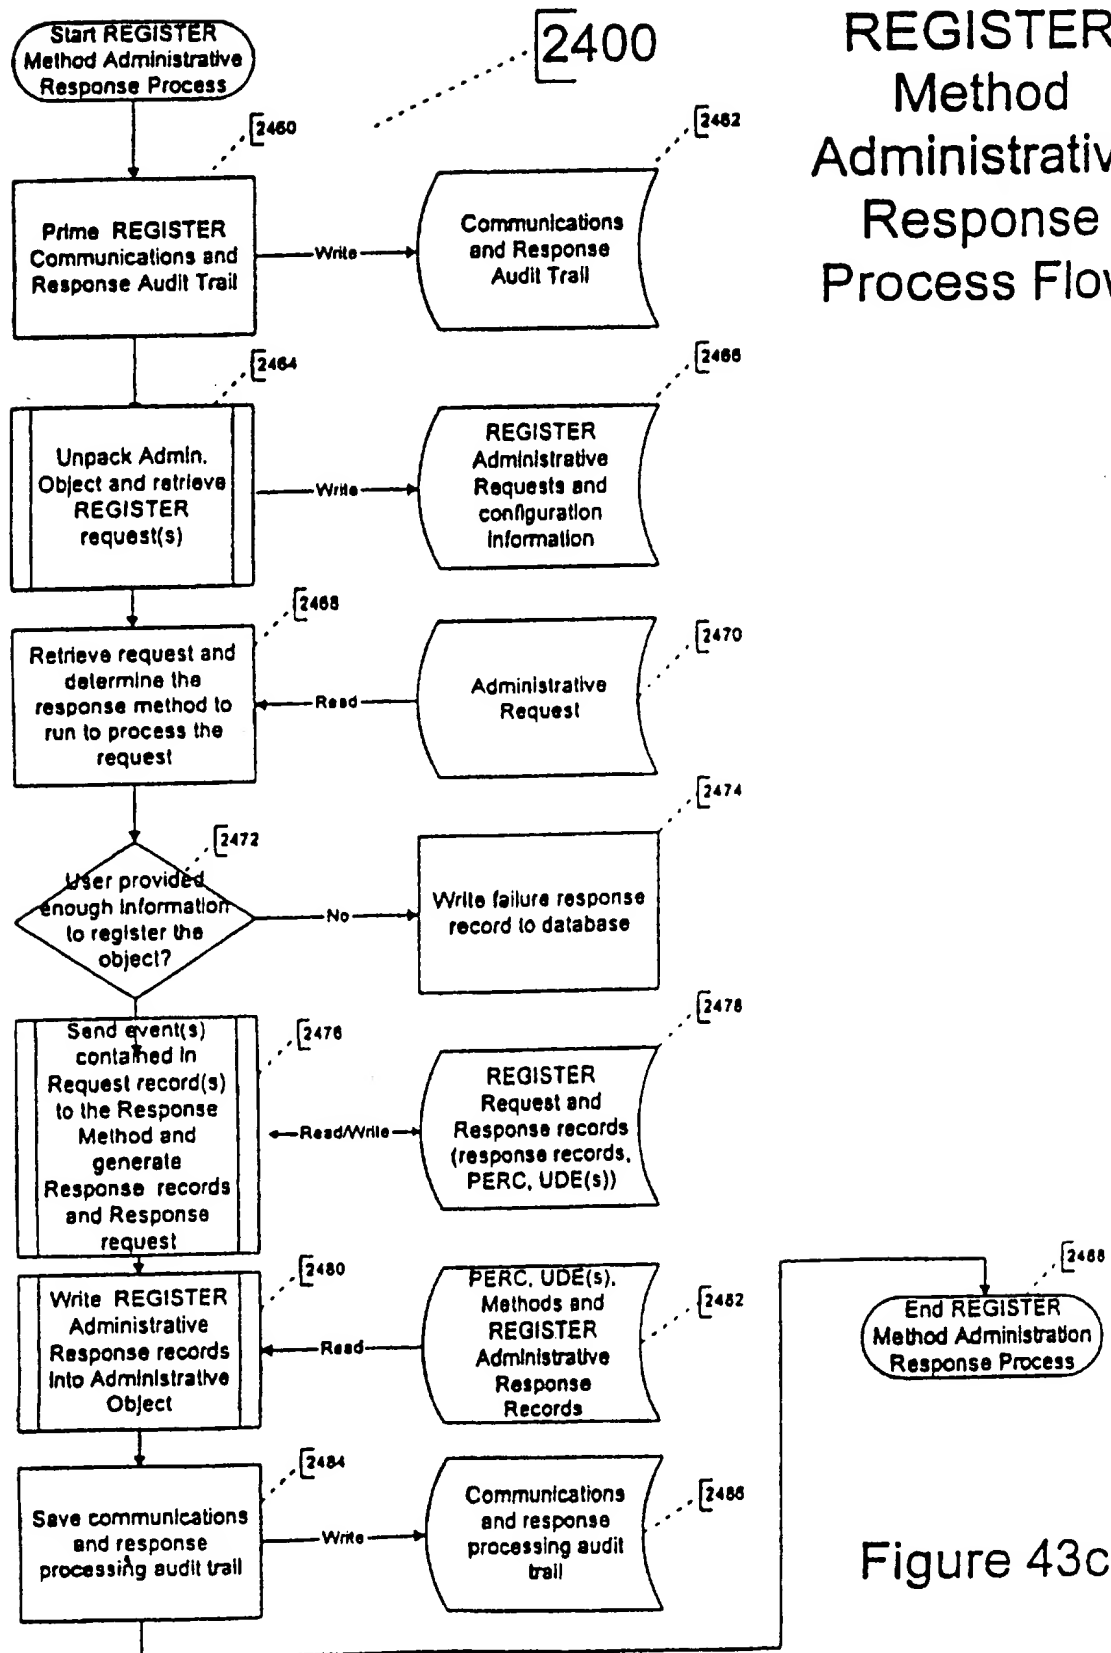 Start REGISTER
Method Administrative
Response Process
2400
REGISTER
Method
Administrativ
Response
Process Flow
2460
Prime REGISTER
Communications and
Response Audit Trail
Write
2462
Communications
and Response
Audit Trail
2464
Unpack Admin.
Object and retrieve
REGISTER
request(s)
Write
2466
REGISTER
Administrative
Requests and
configuration
information
2468
Retrieve request and
determine the
response method to
run to process the
request
Read
2470
Administrative
Request
2472
User provided
enough information
to register the
object?
No
2474
Write failure response
record to database
2476
Send event(s)
contained in
Request record(s)
to the Response
Method and
generate
Response records
and Response
request
Read/Write
2478
REGISTER
Request and
Response records
(response records,
PERC, UDE(s))
2480
Write REGISTER
Administrative
Response records
into Administrative
Object
Read
2482
PERC, UDE(s),
Methods and
REGISTER
Administrative
Response
Records
2484
Save communications
and response
processing audit trail
Write
2486
Communications
and response
processing audit
trail
2488
End REGISTER
Method Administration
Response Process
Figure 43c